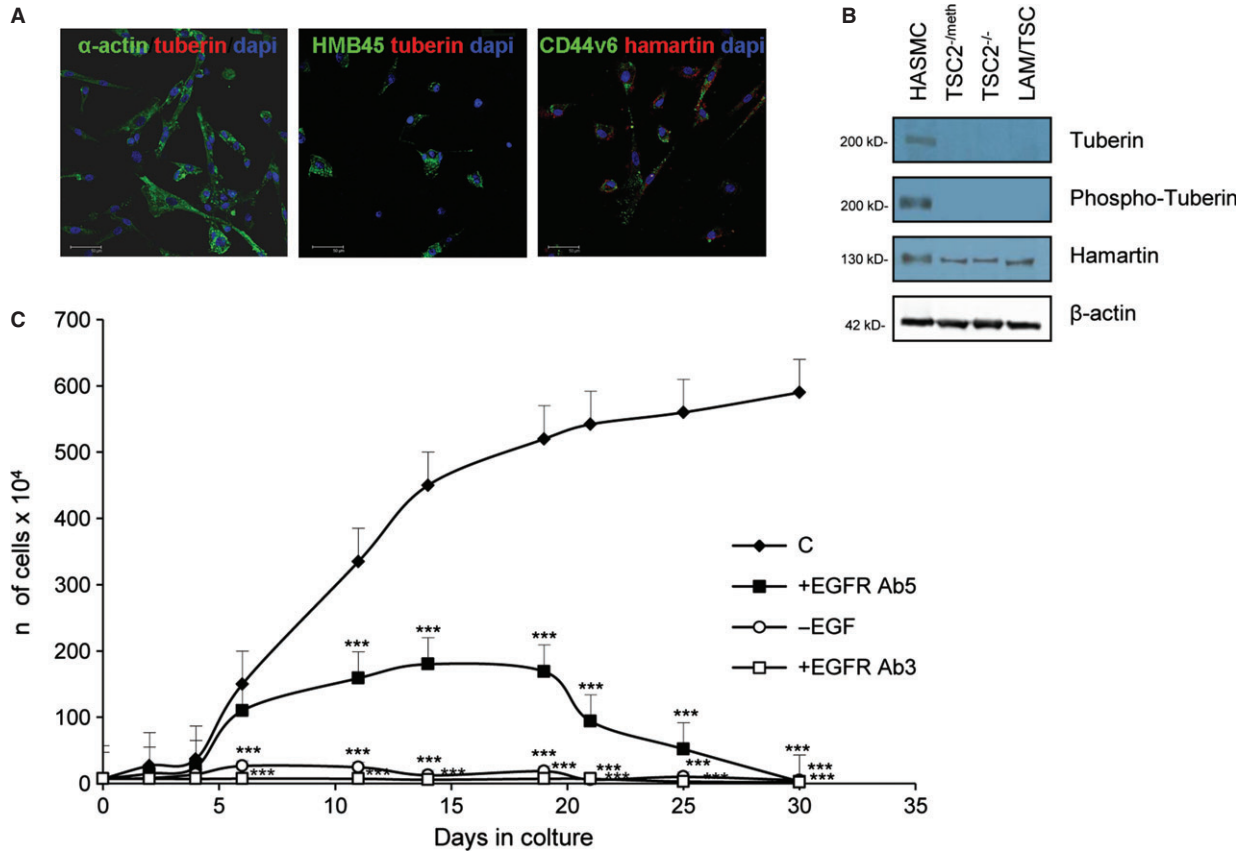 A
α-actin tuberin dapi
HMB45 tuberin dapi
CD44v6 hamartin dapi
B
HASMC
TSC2-/meth
TSC2-/-
LAM/TSC
200 kD-
Tuberin
200 kD-
Phospho-Tuberin
130 kD-
Hamartin
42 kD-
β-actin
C
700
600
500
400
300
200
100
0
n of cells x 10⁴
C
+EGFR Ab5
–EGF
+EGFR Ab3
*** *** *** *** *** ***
*** *** *** *** *** ***
*** *** *** *** *** *** ***
0 5 10 15 20 25 30 35
Days in colture